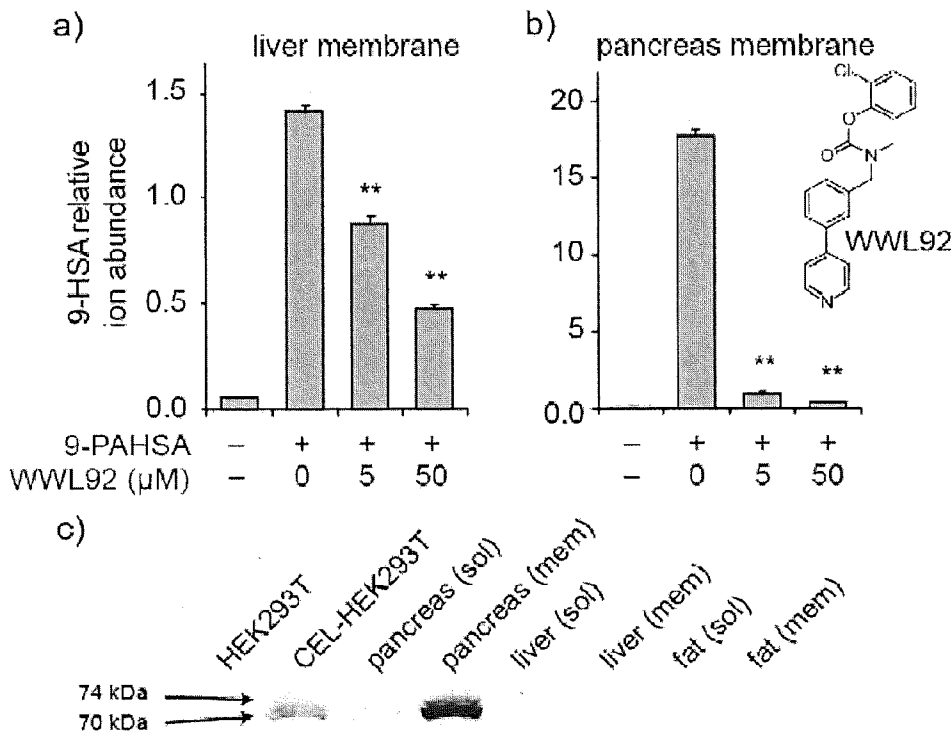 a)
liver membrane
9-HSA relative
ion abundance
1.5
1.0
0.5
0.0
**
**
9-PAHSA
– + + +
WWL92 (µM)
– 0 5 50
b)
pancreas membrane
20
15
10
5
0.0
**
**
– + + +
– 0 5 50
Cl
O
O
N
N
WWL92
c)
HEK293T
CEL-HEK293T
pancreas (sol)
pancreas (mem)
liver (sol)
liver (mem)
fat (sol)
fat (mem)
74 kDa
70 kDa